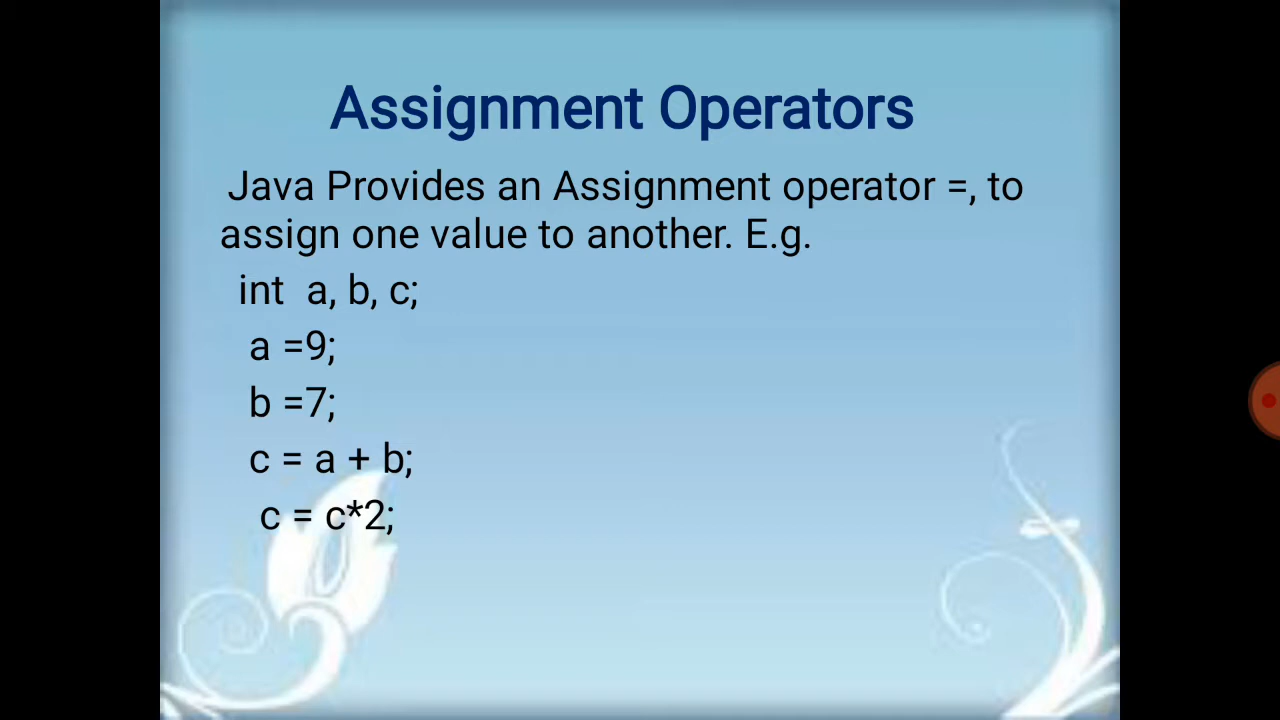 Assignment Operators
Java Provides an Assignment operator =, to
assign one value to another. E.g.
int a, b, c;
a =9;
b =7;
c = a + b;
c = c*2;